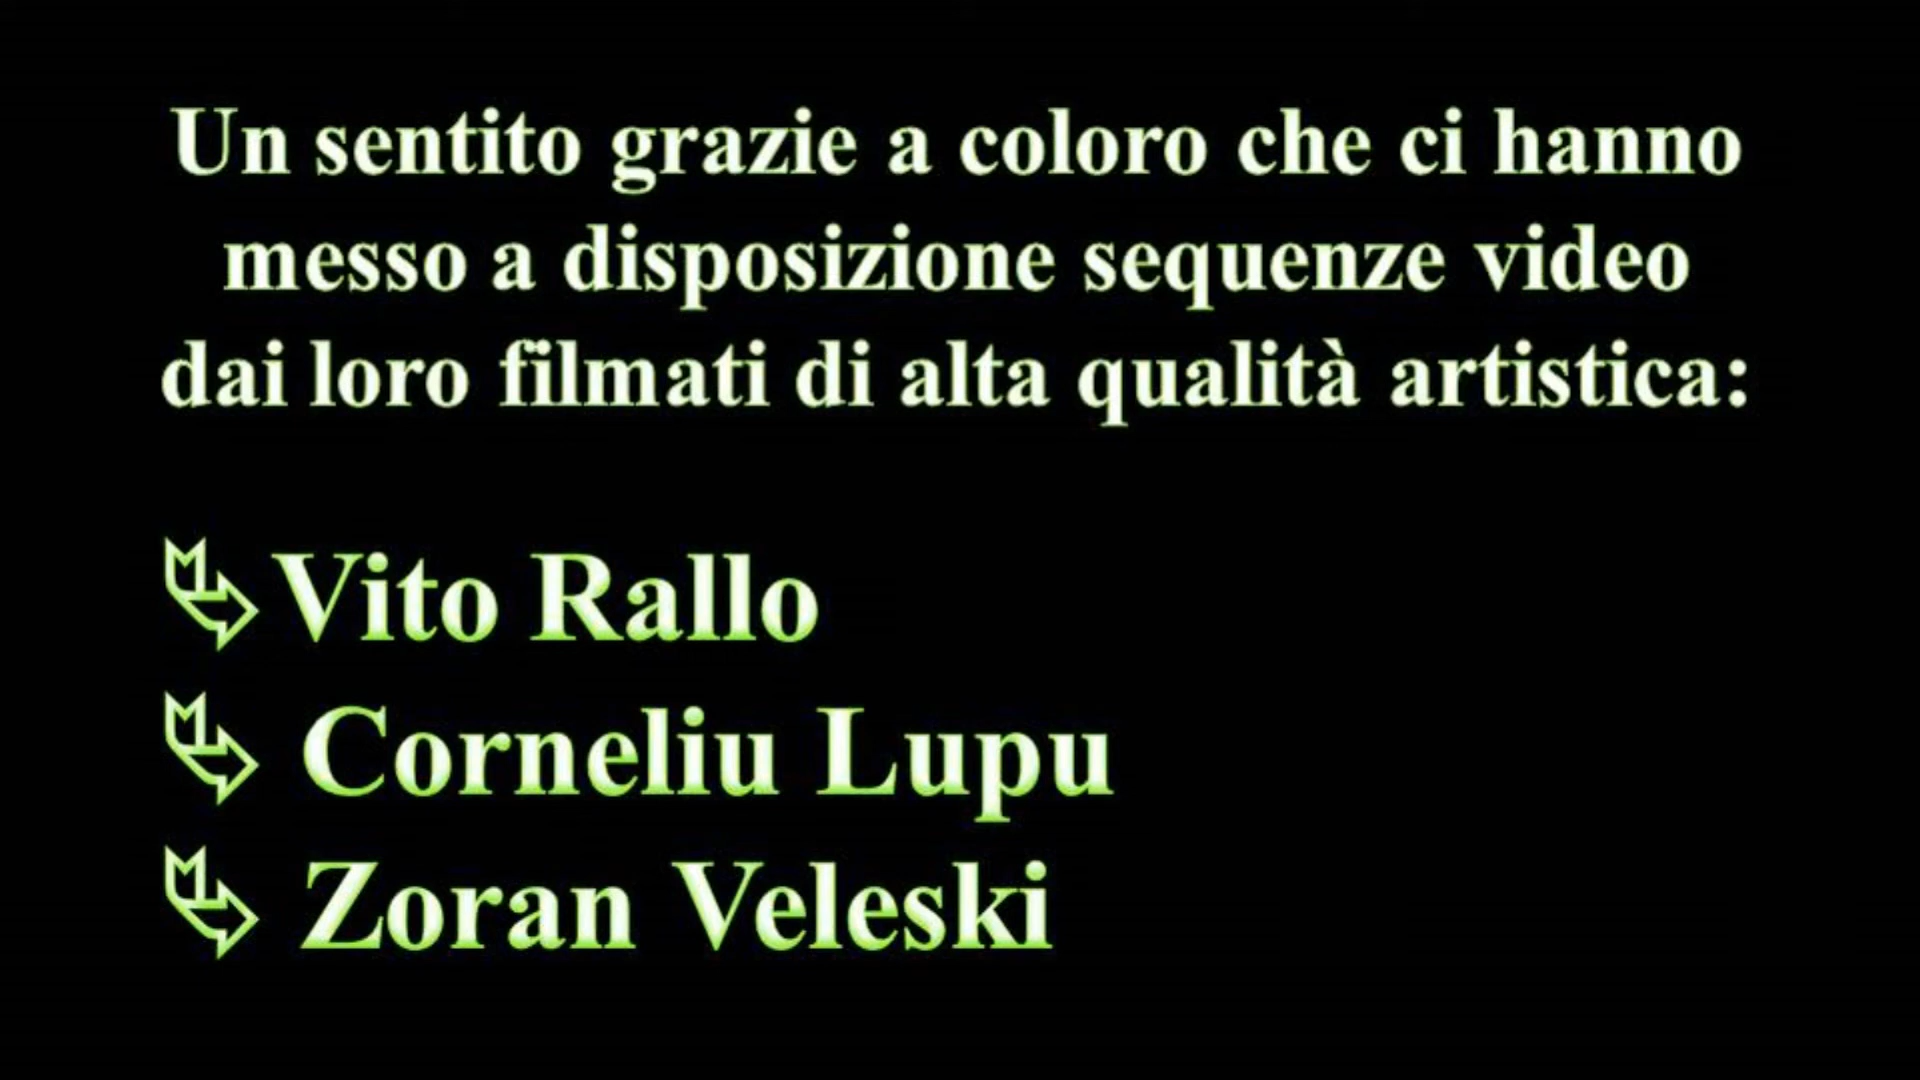 Un sentito grazie a coloro che ci hanno
messo a disposizione sequenze video
dai loro filmati di alta qualità artistica:
Vito Rallo
Corneliu Lupu
Zoran Veleski